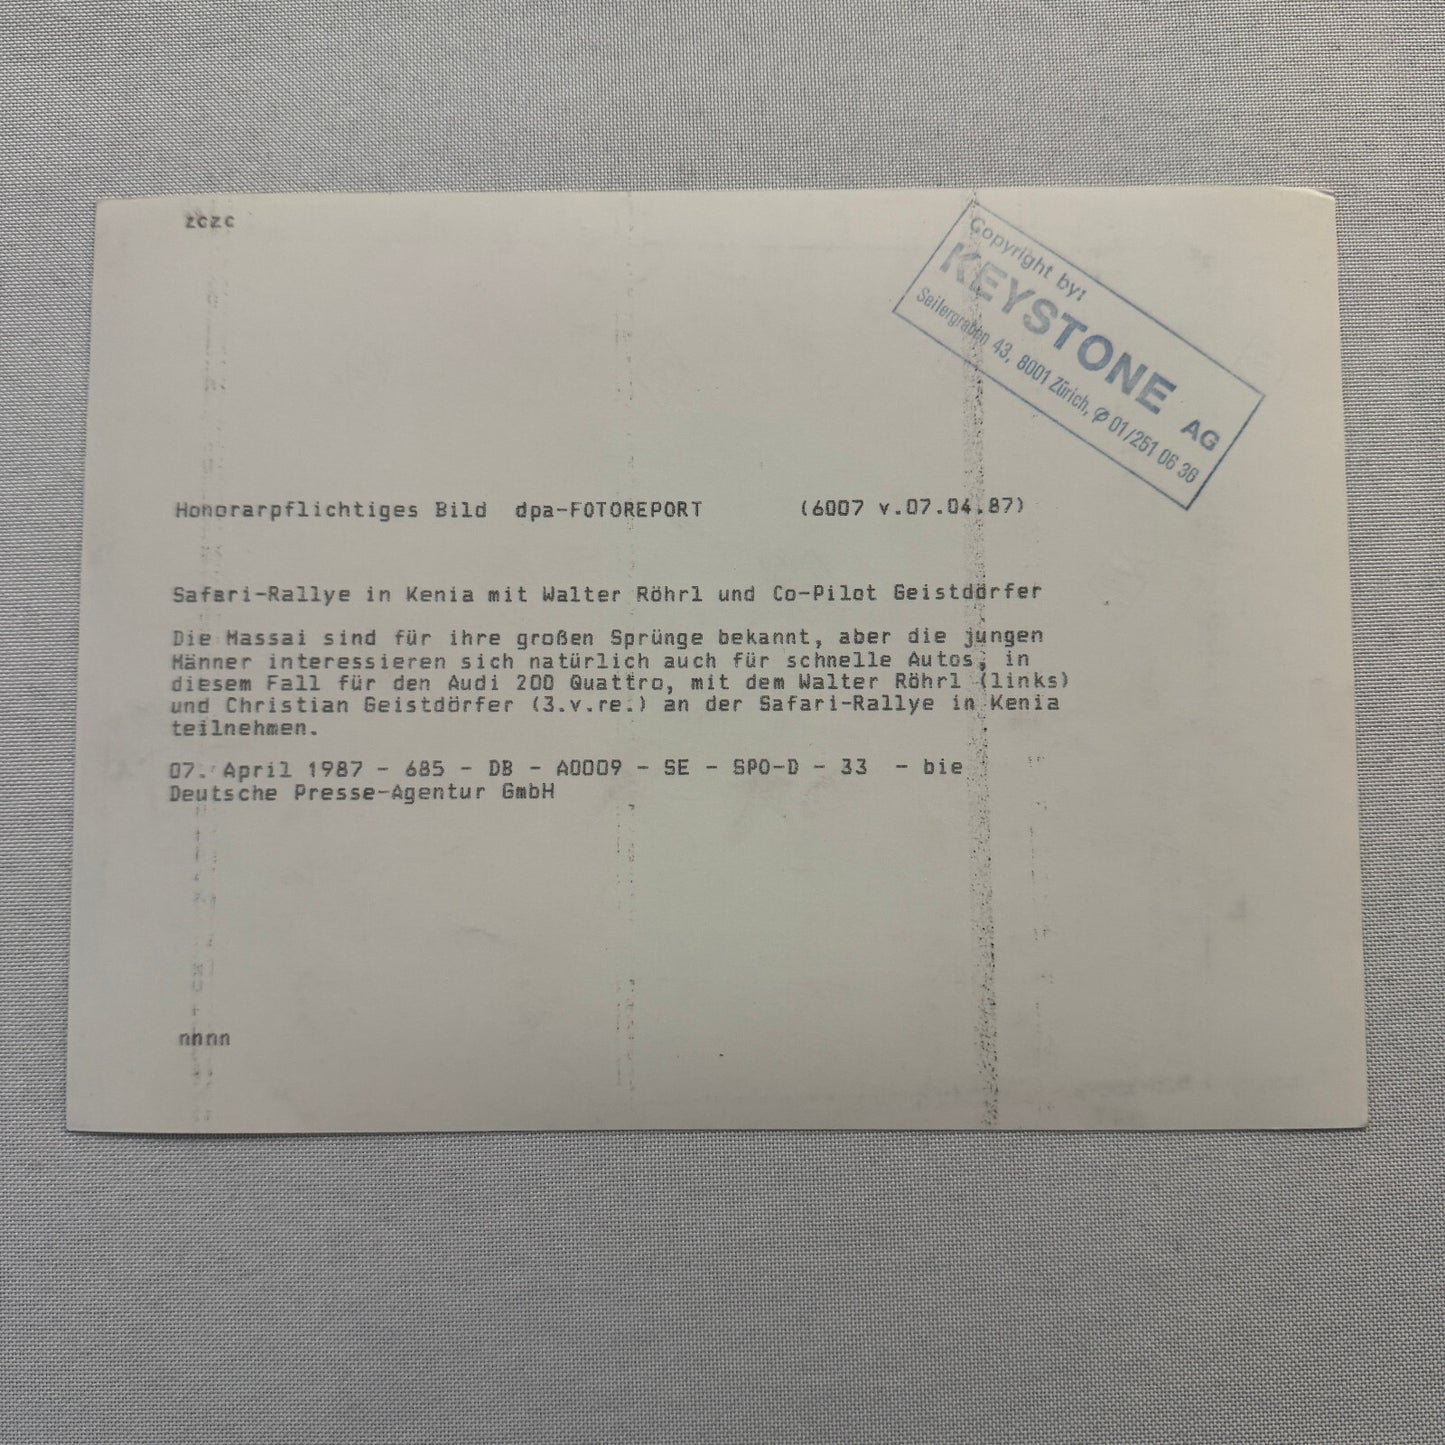 zczc
Copyright by:
KEYSTONE AG
Seilergraben 43, 8001 Zürich, ✆ 01/251 06 36
Honorarpflichtiges Bild dpa-FOTOREPORT (6007 v.07.04.87)
Safari-Rallye in Kenia mit Walter Röhrl und Co-Pilot Geistdörfer
Die Massai sind für ihre großen Sprünge bekannt, aber die jungen
Männer interessieren sich natürlich auch für schnelle Autos, in
diesem Fall für den Audi 200 Quattro, mit dem Walter Röhrl (links)
und Christian Geistdörfer (3.v.re.) an der Safari-Rallye in Kenia
teilnehmen.
07. April 1987 - 685 - DB - A0009 - SE - SPO-D - 33 - bie
Deutsche Presse-Agentur GmbH
nnnn